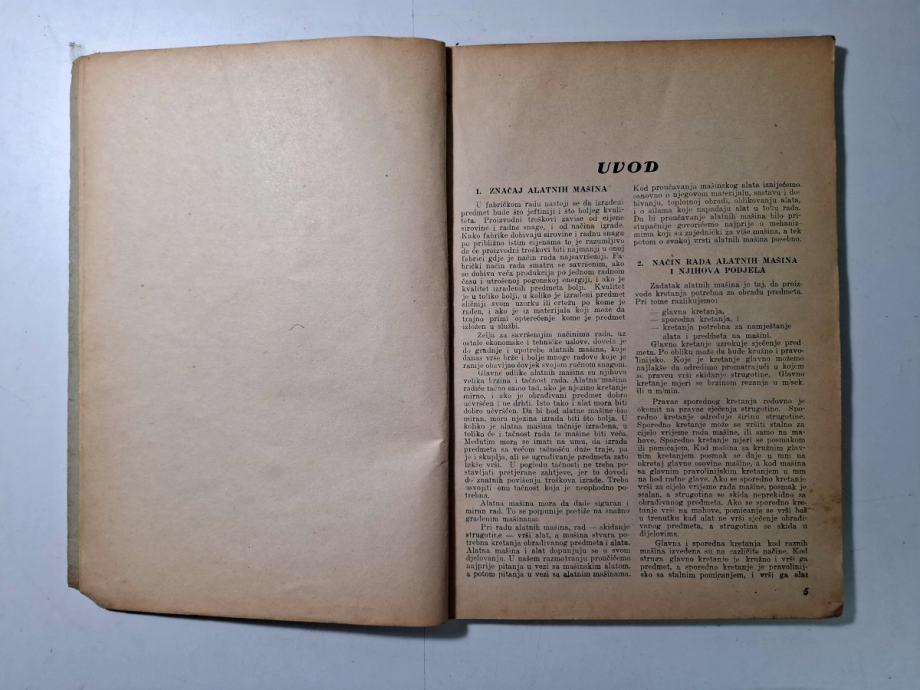 UVOD
1. ZNAČAJ ALATNIH MAŠINA
U fabričkom radu nastoji se da izrađeni
predmet bude što jeftiniji i što boljeg kvali-
teta. Proizvodni troškovi zavise od cijene
sirovine i radne snage, i od načina izrade.
Kako fabrike dobivaju sirovine i radnu snagu
po približno istim cijenama to je razumljivo
da će proizvodni troškovi biti najmanji u onoj
fabrici gdje je način rada najsavršeniji. Fa-
brički način rada smatra se savršenim, ako
se dobiva veća produkcija po jednom radnom
času i utrošenoj pogonskoj energiji, i ako je
kvalitet izrađenih predmeta bolji. Kvalitet
je u toliko bolji, u koliko je izrađeni predmet
sličniji svom uzorku ili crtežu po kome je
rađen, i ako je iz materijala koji može da
trajno primi opterećenje kome je predmet
izložen u službi.
Želja za savršenijim načinima rada, uz
ostale ekonomske i tehničke uslove, dovela je
do gradnje i upotrebe alatnih mašina, koje
danas vrše brže i bolje mnoge radove koje je
ranije obavljao čovjek svojom ručnom snagom.
Glavne odlike alatnih mašina su njihova
velika brzina i tačnost rada. Alatna mašina
radiće tačno samo tad, ako je njezino kretanje
mirno, i ako je obrađivani predmet dobro
učvršćen i ne drhti. Isto tako i alat mora biti
dobro učvršćen. Da bi hod alatne mašine bio
miran, mora njezina izrada biti što bolja. U
koliko je alatna mašina tačnije izrađena, u
toliko će i tačnost rada te mašine biti veća.
Međutim mora se imati na umu, da izrada
predmeta sa većom tačnošću duže traje, pa
je i skuplja, ali se ugrađivanje predmeta zato
lakše vrši. U pogledu tačnosti ne treba po-
stavljati pretjerane zahtjeve, jer to dovodi
do znatnih povišenja troškova izrade. Treba
usvojiti onu tačnost koja je neophodno po-
trebna.
Alatna mašina mora da dade siguran i
miran rad. To se potpunije postiže na snažno
građenim mašinama.
Pri radu alatnih mašina, rad — skidanje
strugotine — vrši alat, a mašina stvara po-
trebna kretanja obrađivanog predmeta i alata.
Alatna mašina i alat dopunjuju se u svom
djelovanju. U našem razmatranju proučićemo
najprije pitanja u vezi sa mašinskim alatom,
a potom pitanja u vezi sa alatnim mašinama.
Kod proučavanja mašinskog alata iznijećemo
osnovno o njegovom materijalu, sastavu i do-
bivanju, toplotnoj obradi, oblikovanju alata,
i o silama koje napadaju alat u toku rada.
Da bi proučavanje alatnih mašina bilo pri-
stupačnije govorićemo najprije o mehaniz-
mima koji su zajednički za više mašina, a tek
potom o svakoj vrsti alatnih mašina posebno.
2. NAČIN RADA ALATNIH MAŠINA
I NJIHOVA PODJELA
Zadatak alatnih mašina je taj, da proiz-
vode kretanja potrebna za obradu predmeta.
Pri tome razlikujemo:
— glavna kretanja,
— sporedna kretanja, i
— kretanja potrebna za namještanje
alata i predmeta na mašini.
Glavno kretanje uzrokuje sječenje pred
meta. Po obliku može da bude kružno i pravo-
linijsko. Koje je kretanje glavno možemo
najlakše da odredimo promatrajući u kojem
se pravcu vrši skidanje strugotine. Glavno
kretanje mjeri se brzinom rezanja u m/sek.
ili u m/min.
Pravac sporednog kretanja redovno je
okomit na pravac sječenja strugotine. Spo-
redno kretanje određuje širinu strugotine.
Sporedno kretanje može se vršiti stalno za
cijelo vrijeme rada mašine, ili samo na ma-
hove. Sporedno kretanje mjeri se posmakom
ili pomicanjem. Kod mašina sa kružnim glav-
nim kretanjem posmak se daje u mm na
okretaj glavne osovine mašine, a kod mašina
sa glavnim pravolinijskim kretanjem u mm
na hod radne glave. Ako se sporedno kretanje
vrši za cijelo vrijeme rada mašine, posmak je
stalan, a strugotina se skida neprekidno sa
obrađivanog predmeta. Ako se sporedno kre-
tanje vrši na mahove, pomicanje se vrši baš
u trenutku kad alat ne vrši sječenje obrađi-
vanog predmeta, a strugotina se skida u
dijelovima.
Glavna i sporedna kretanja kod raznih
mašina izvedena su na različite načine. Kod
struga glavno kretanje je kružno i vrši ga
predmet, a sporedno kretanje je pravolinij-
sko sa stalnim pomicanjem, i vrši ga alat
5